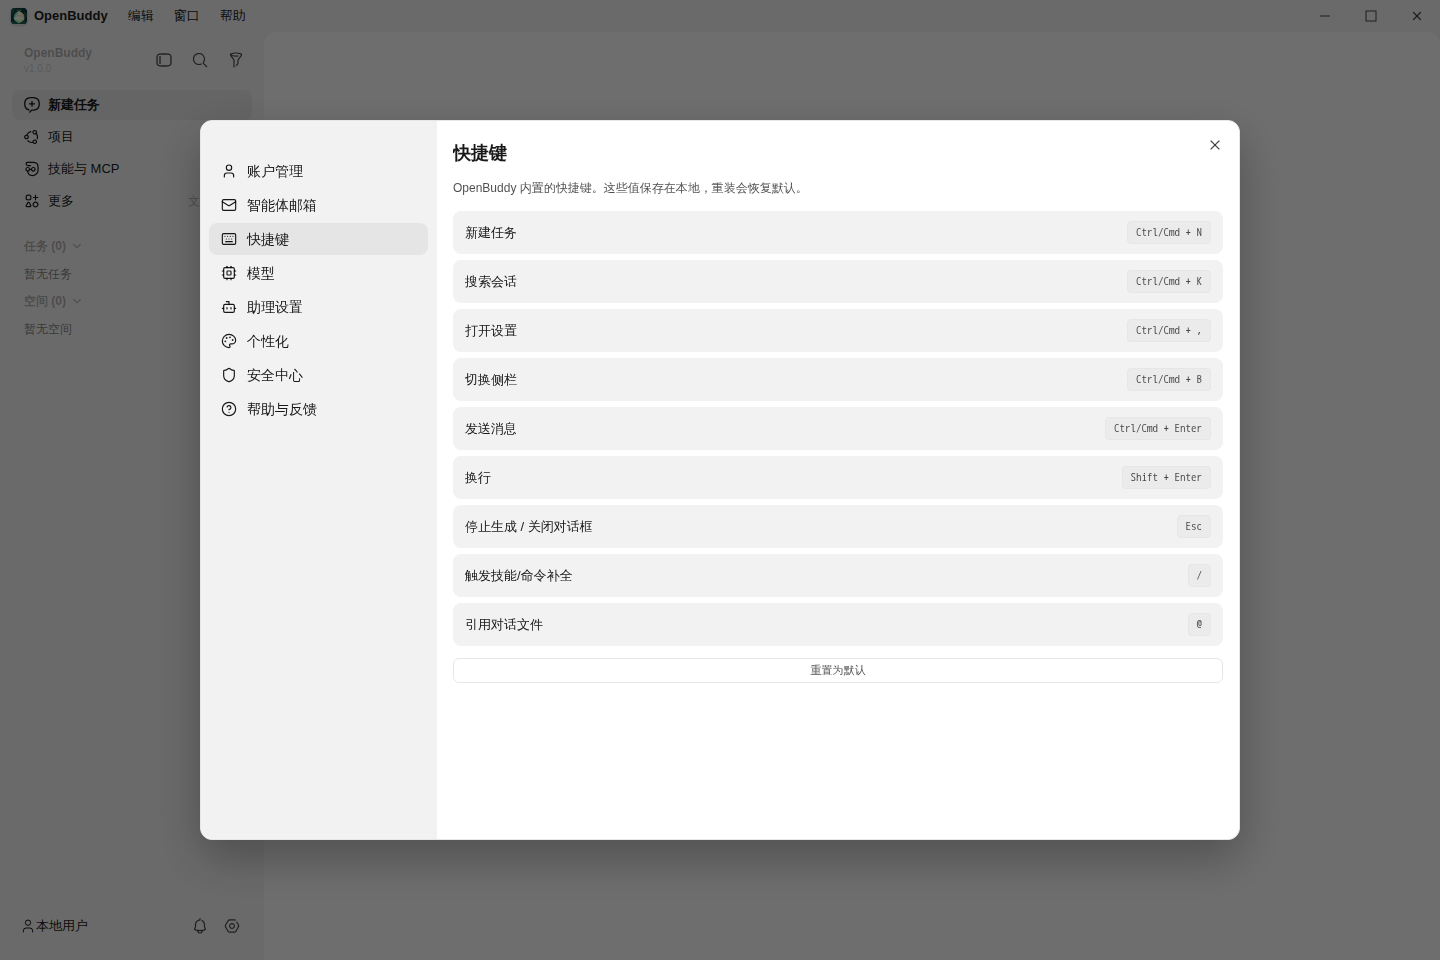 OpenBuddy 编辑 窗口 帮助
OpenBuddy
v1.0.0
新建任务
项目
技能与 MCP
更多
文
任务 (0)
暂无任务
空间 (0)
暂无空间
本地用户
账户管理
智能体邮箱
快捷键
模型
助理设置
个性化
安全中心
帮助与反馈
快捷键
OpenBuddy 内置的快捷键。这些值保存在本地，重装会恢复默认。
新建任务 Ctrl/Cmd + N
搜索会话 Ctrl/Cmd + K
打开设置 Ctrl/Cmd + ,
切换侧栏 Ctrl/Cmd + B
发送消息 Ctrl/Cmd + Enter
换行 Shift + Enter
停止生成 / 关闭对话框 Esc
触发技能/命令补全 /
引用对话文件 @
重置为默认